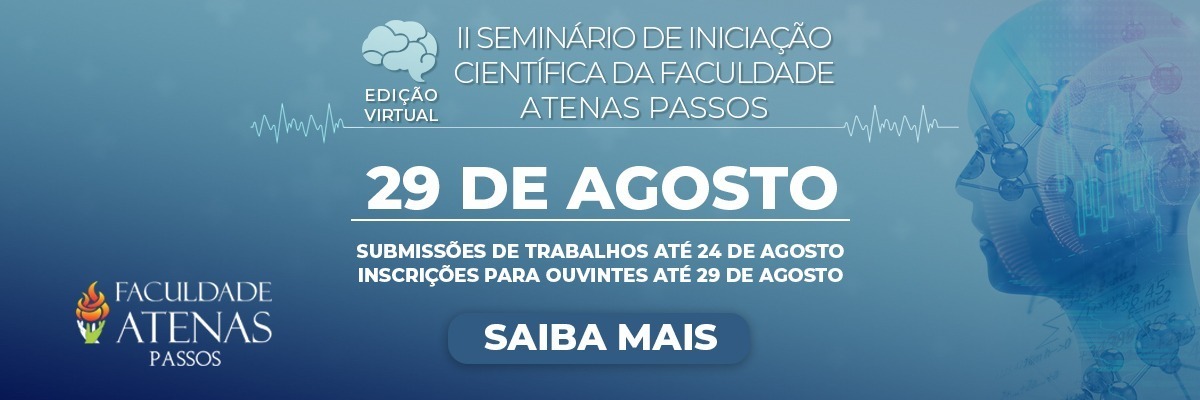 II SEMINÁRIO DE INICIAÇÃO
CIENTÍFICA DA FACULDADE
ATENAS PASSOS
EDIÇÃO
VIRTUAL
29 DE AGOSTO
SUBMISSÕES DE TRABALHOS ATÉ 24 DE AGOSTO
INSCRIÇÕES PARA OUVINTES ATÉ 29 DE AGOSTO
SAIBA MAIS
FACULDADE
ATENAS
PASSOS